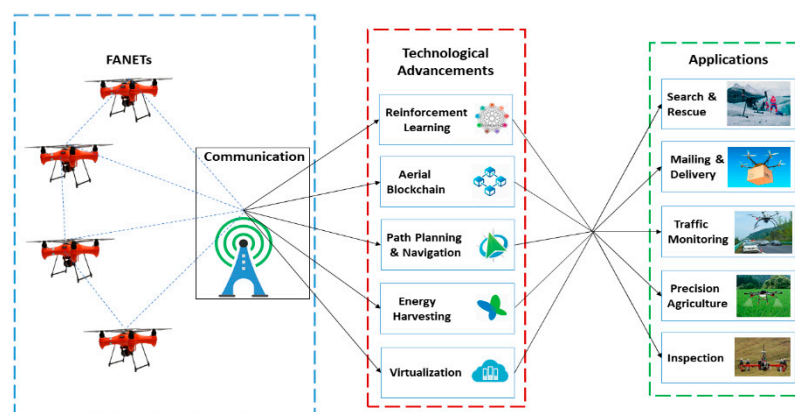 FANETs
Communication
Technological
Advancements
Reinforcement
Learning
Aerial
Blockchain
Path Planning
& Navigation
Energy
Harvesting
Virtualization
Applications
Search &
Rescue
Mailing &
Delivery
Traffic
Monitoring
Precision
Agriculture
Inspection